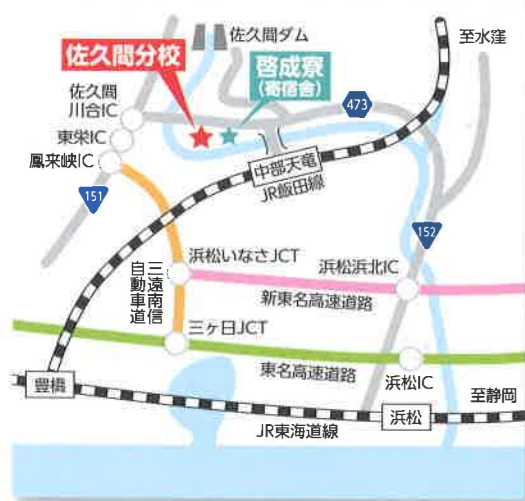 佐久間ダム
至水窪
佐久間分校
啓成寮
(寄宿舎)
佐久間
川合IC
473
東栄IC
鳳来峡IC
中部天竜
JR飯田線
151
152
浜松いなさJCT
浜松浜北IC
三遠南信
自動車道
新東名高速道路
三ヶ日JCT
東名高速道路
浜松IC
豊橋
至静岡
浜松
JR東海道線